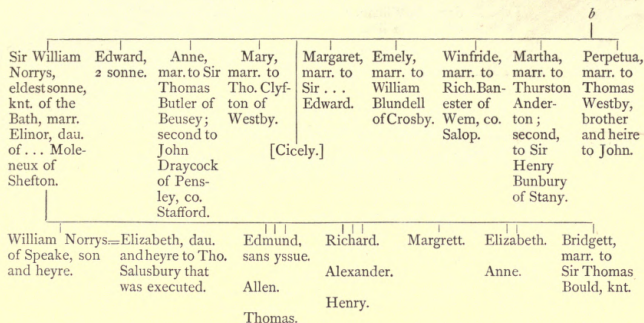 b
Sir William
Norrys,
eldest sonne,
knt. of the
Bath, marr.
Elinor, dau.
of ... Mole-
neux of
Shefton.
Edward,
2 sonne.
Anne,
mar. to Sir
Thomas
Butler of
Beusey;
second to
John
Draycock
of Pens-
ley, co.
Stafford.
Mary,
marr. to
Tho. Clyf-
ton of
Westby.
[Cicely.]
Margaret,
marr. to
Sir ...
Edward.
Emely,
marr. to
William
Blundell
of Crosby.
Winfride,
marr. to
Rich. Ban-
ester of
Wem, co.
Salop.
Martha,
marr. to
Thurston
Ander-
ton;
second,
to Sir
Henry
Bunbury
of Stany.
Perpetua,
marr. to
Thomas
Westby,
brother
and heire
to John.
William Norrys
of Speake, son
and heyre.
=Elizabeth, dau.
and heyre to Tho.
Salusbury that
was executed.
Edmund,
sans yssue.
Allen.
Thomas.
Richard.
Alexander.
Henry.
Margrett.
Elizabeth.
Anne.
Bridgett,
marr. to
Sir Thomas
Bould, knt.